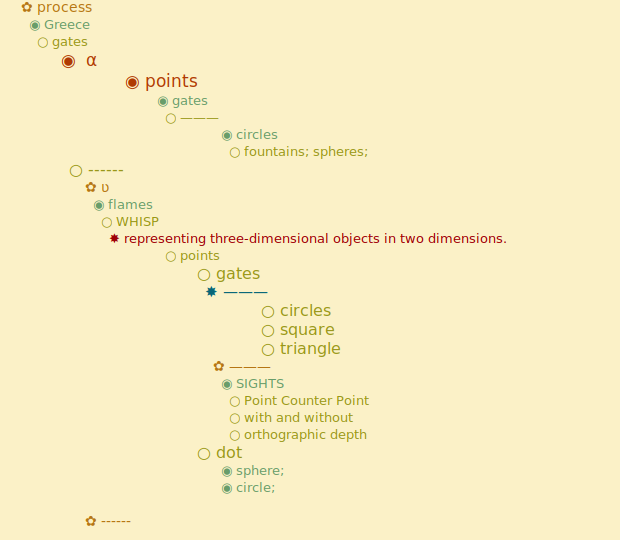 ✿ process
◉ Greece
○ gates
◉ α
◉ points
◉ gates
○ ———
◉ circles
○ fountains; spheres;
○ ------
✿ υ
◉ flames
○ WHISP
✸ representing three-dimensional objects in two dimensions.
○ points
○ gates
✸ ———
○ circles
○ square
○ triangle
✿ ———
◉ SIGHTS
○ Point Counter Point
○ with and without
○ orthographic depth
○ dot
◉ sphere;
◉ circle;
✿ ------